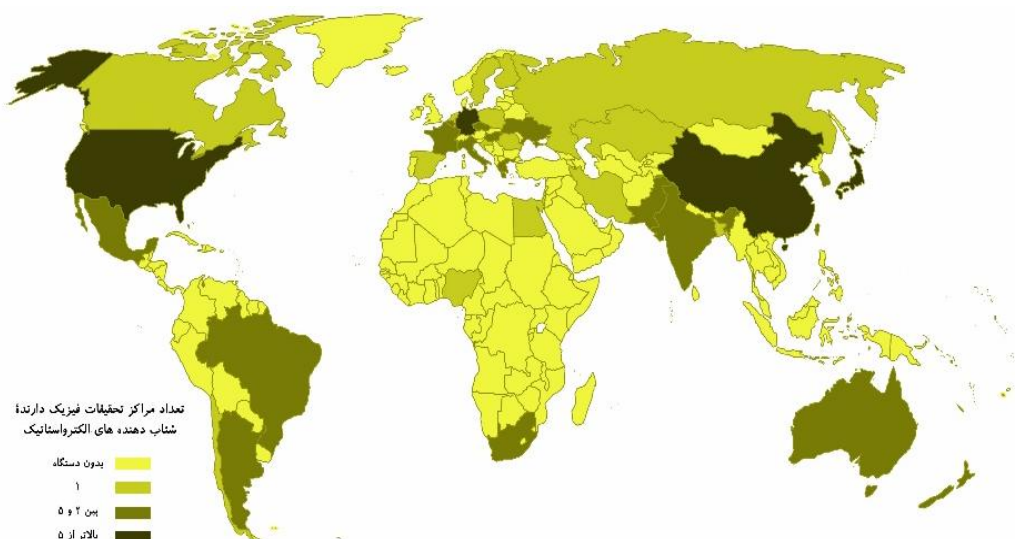 تعداد مراکز تحقیقات فیزیک دارندهٔ
شتاب دهنده های الکترواستاتیک
بدون دستگاه
۱
بین ۲ و ۵
بالاتر از ۵